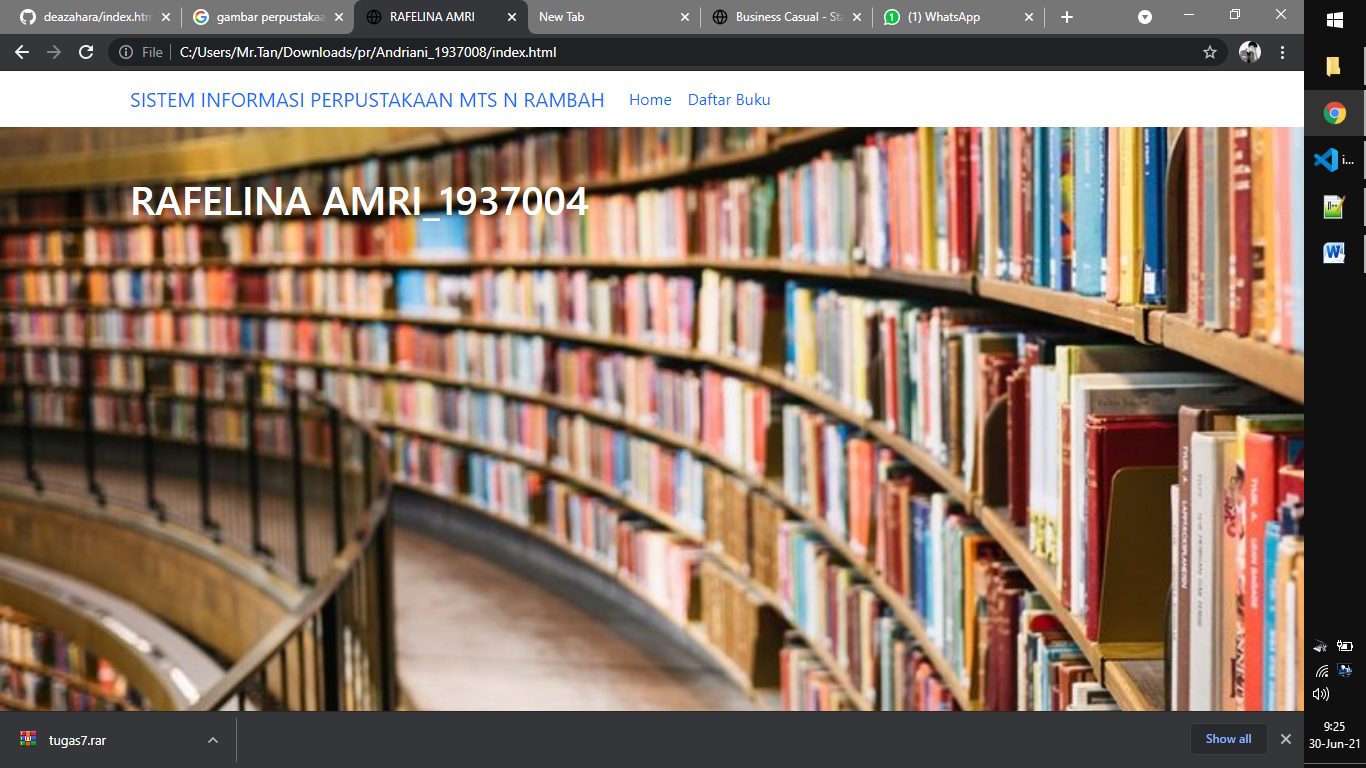 deazahara/index.htm
gambar perpustakaa
RAFELINA AMRI
New Tab
Business Casual - Sta
(1) WhatsApp
File
C:/Users/Mr.Tan/Downloads/pr/Andriani_1937008/index.html
SISTEM INFORMASI PERPUSTAKAAN MTS N RAMBAH
Home
Daftar Buku
RAFELINA AMRI_1937004
tugas7.rar
Show all
i...
9:25
30-Jun-21